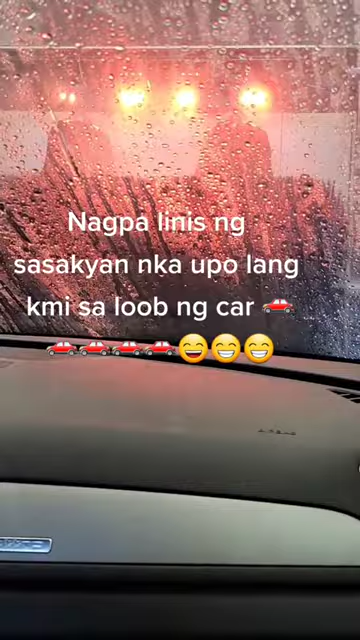 Nagpa linis ng
sasakyan nka upo lang
kmi sa loob ng car 🚗
🚗🚗🚗🚗😄😁😁